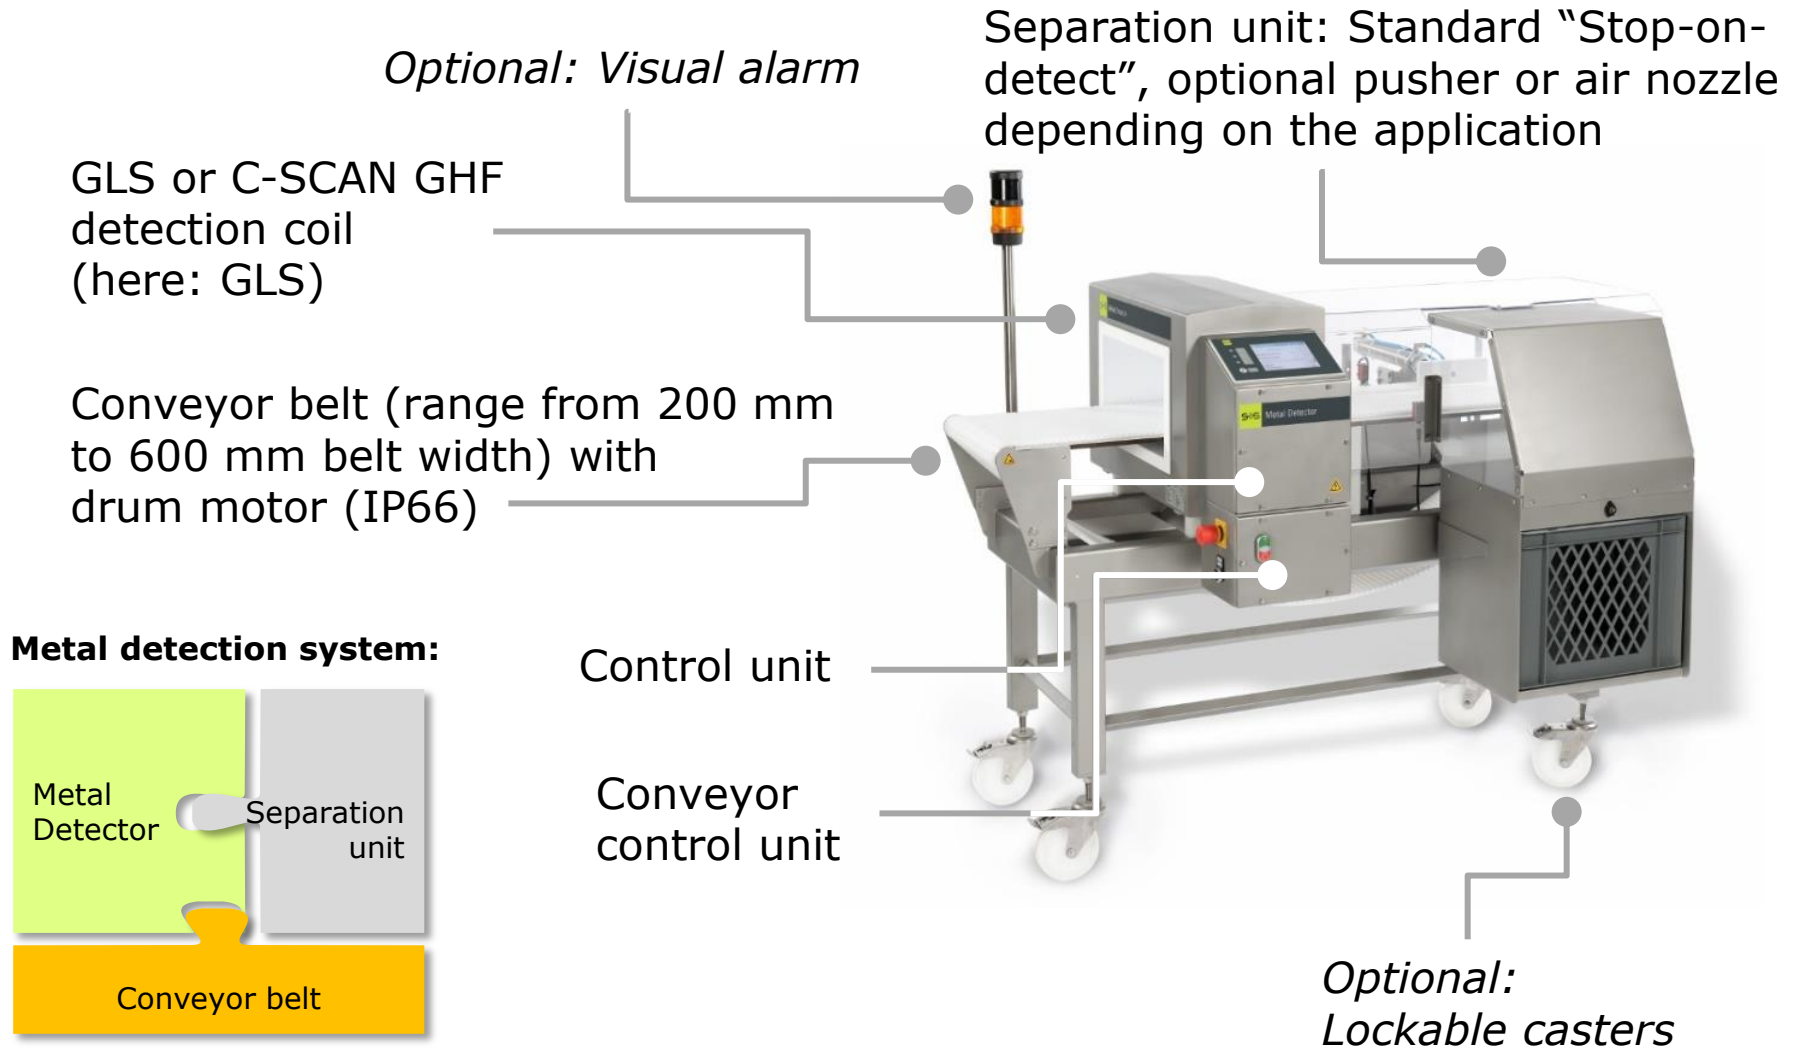 Separation unit: Standard “Stop-on-
detect”, optional pusher or air nozzle
depending on the application
Optional: Visual alarm
GLS or C-SCAN GHF
detection coil
(here: GLS)
Conveyor belt (range from 200 mm
to 600 mm belt width) with
drum motor (IP66)
S+S Metal Detector
Control unit
Conveyor
control unit
Metal detection system:
Metal
Detector
Separation
unit
Conveyor belt
Optional:
Lockable casters